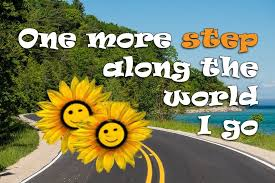 One more step
along the
world
I go